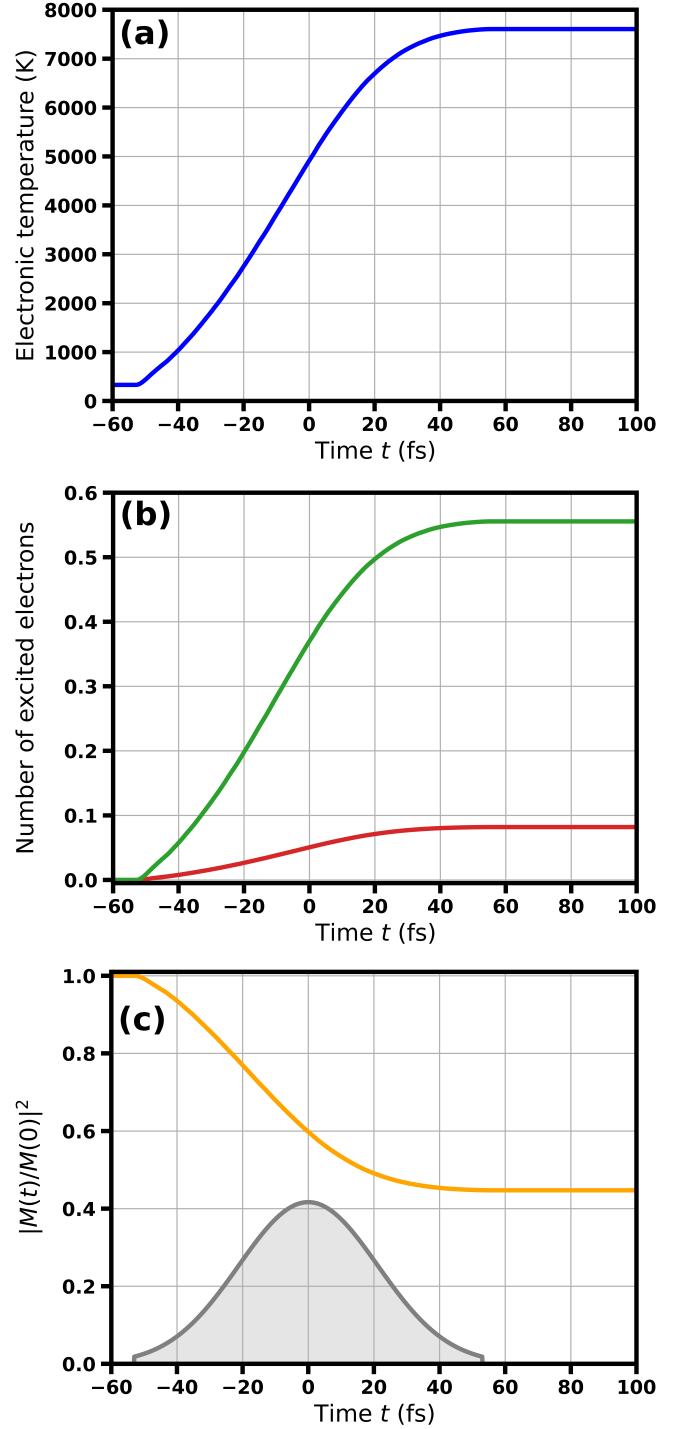 (a)
Electronic temperature (K)
8000
7000
6000
5000
4000
3000
2000
1000
0
−60 −40 −20 0 20 40 60 80 100
Time t (fs)
(b)
Number of excited electrons
0.6
0.5
0.4
0.3
0.2
0.1
0.0
−60 −40 −20 0 20 40 60 80 100
Time t (fs)
(c)
|M(t)/M(0)|²
1.0
0.8
0.6
0.4
0.2
0.0
−60 −40 −20 0 20 40 60 80 100
Time t (fs)